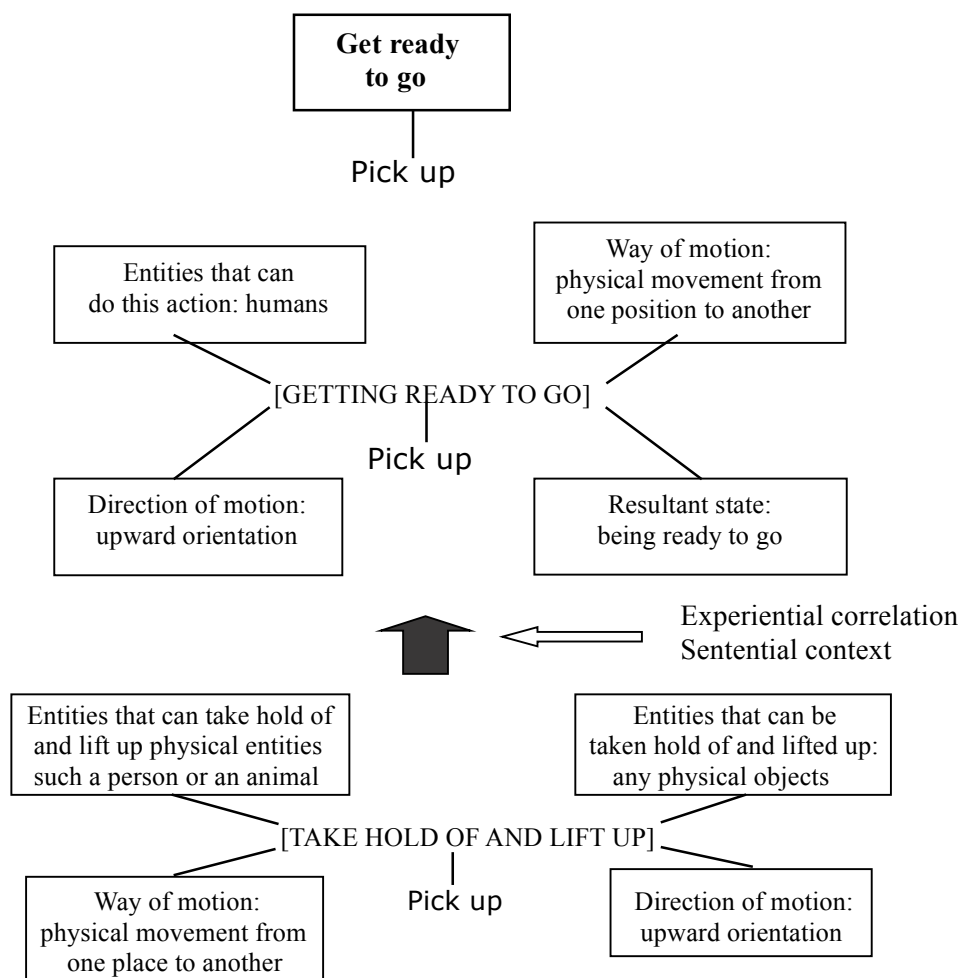 Get ready
to go
Pick up
Entities that can
do this action: humans
Way of motion:
physical movement from
one position to another
[GETTING READY TO GO]
Pick up
Direction of motion:
upward orientation
Resultant state:
being ready to go
Experiential correlation
Sentential context
Entities that can take hold of
and lift up physical entities
such a person or an animal
Entities that can be
taken hold of and lifted up:
any physical objects
[TAKE HOLD OF AND LIFT UP]
Pick up
Way of motion:
physical movement from
one place to another
Direction of motion:
upward orientation